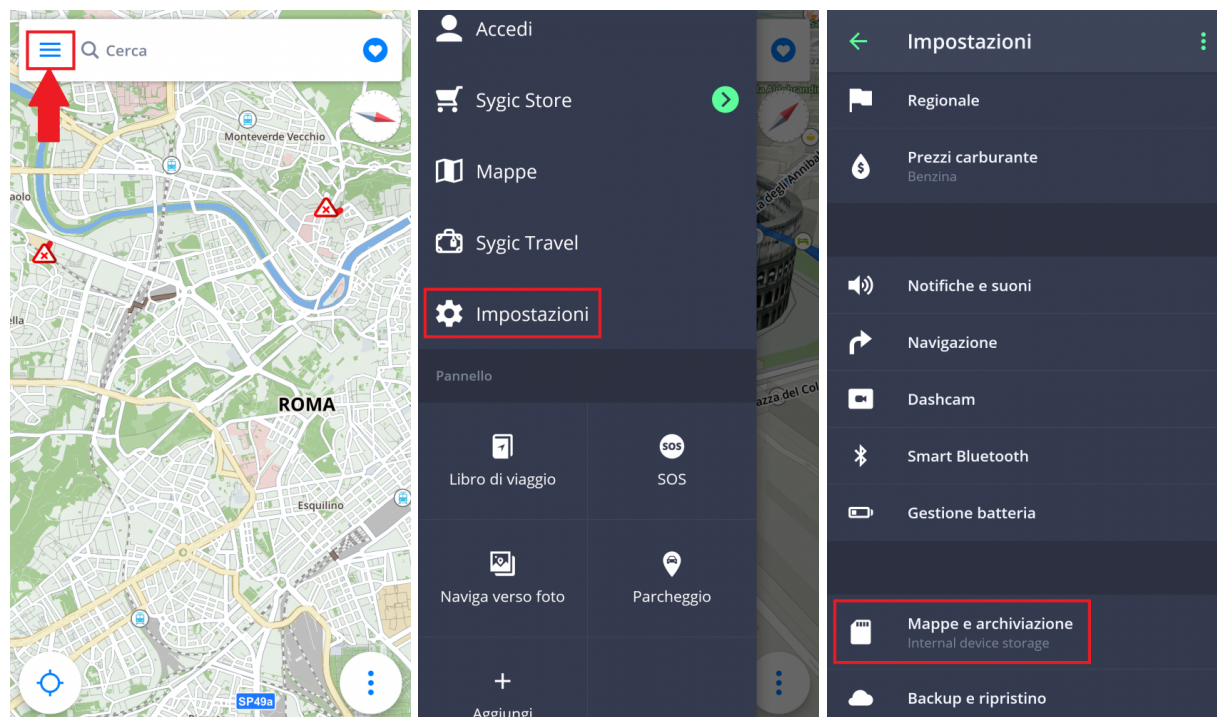 Cerca
Monteverde Vecchio
aolo
ella
ROMA
Esquilino
SP49a
Accedi
Sygic Store
Mappe
Sygic Travel
Impostazioni
Pannello
Libro di viaggio
SOS
SOS
Naviga verso foto
Parcheggio
Aggiungi
Impostazioni
Regionale
Prezzi carburante
Benzina
Notifiche e suoni
Navigazione
Dashcam
Smart Bluetooth
Gestione batteria
Mappe e archiviazione
Internal device storage
Backup e ripristino